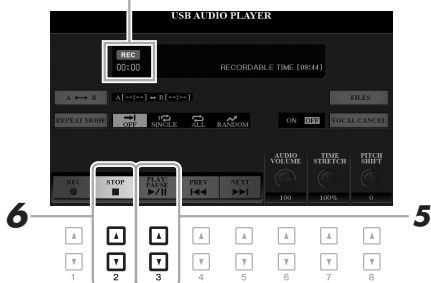 USB AUDIO PLAYER
REC
00:00
RECORDABLE TIME [09:44]
A ↔ B
A[--:--] ↔ B[--:--]
FILES
REPEAT MODE
OFF SINGLE ALL RANDOM
ON OFF
VOCAL CANCEL
AUDIO VOLUME
TIME STRETCH
PITCH SHIFT
REC STOP PLAY/PAUSE PREV NEXT
100 100% 0
6 5
1 2 3 4 5 6 7 8